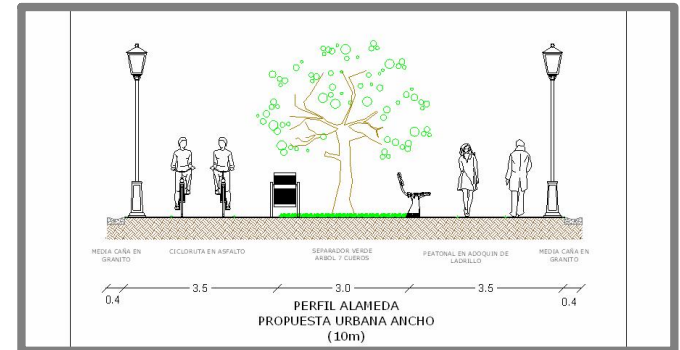 MEDIA CAÑA EN
GRANITO
CICLORUTA EN ASFALTO
SEPARADOR VERDE
ARBOL 7 CUEROS
PEATONAL EN ADOQUIN DE
LADRILLO
MEDIA CAÑA EN
GRANITO
0.4
3.5
3.0
3.5
0.4
PERFIL ALAMEDA
PROPUESTA URBANA ANCHO
(10m)